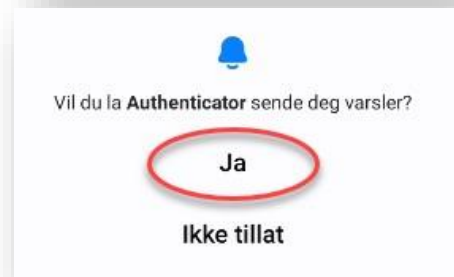 Vil du la Authenticator sende deg varsler?
Ja
Ikke tillat